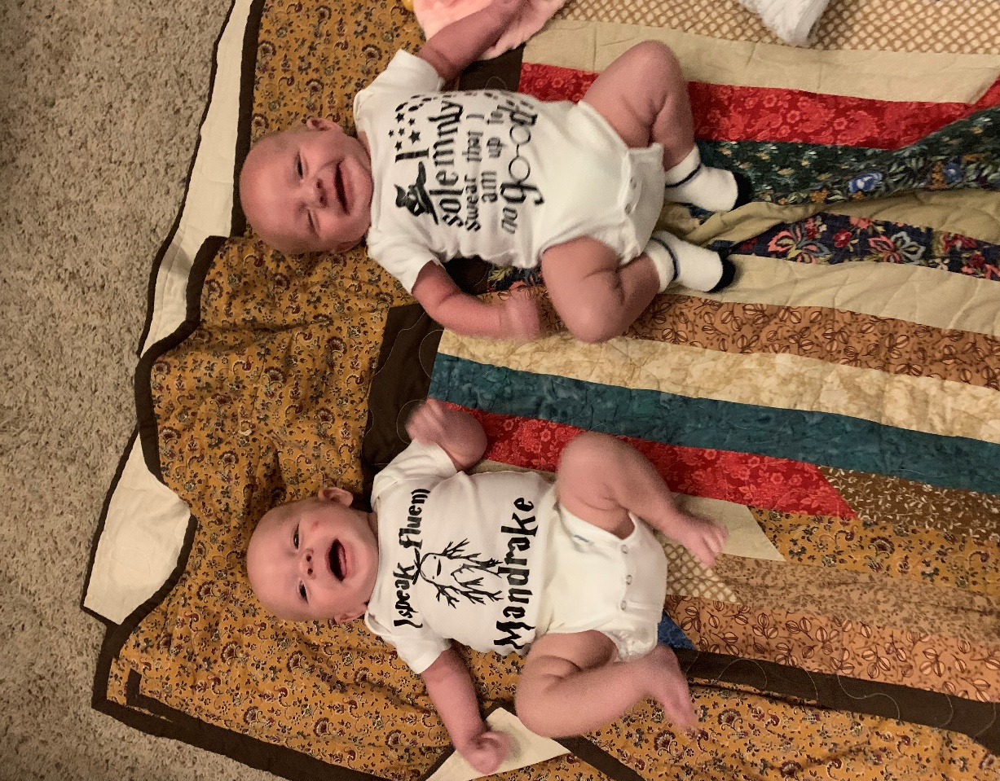 I
solemnly
swear that I
am up to
no good
I speak fluent
Mandrake